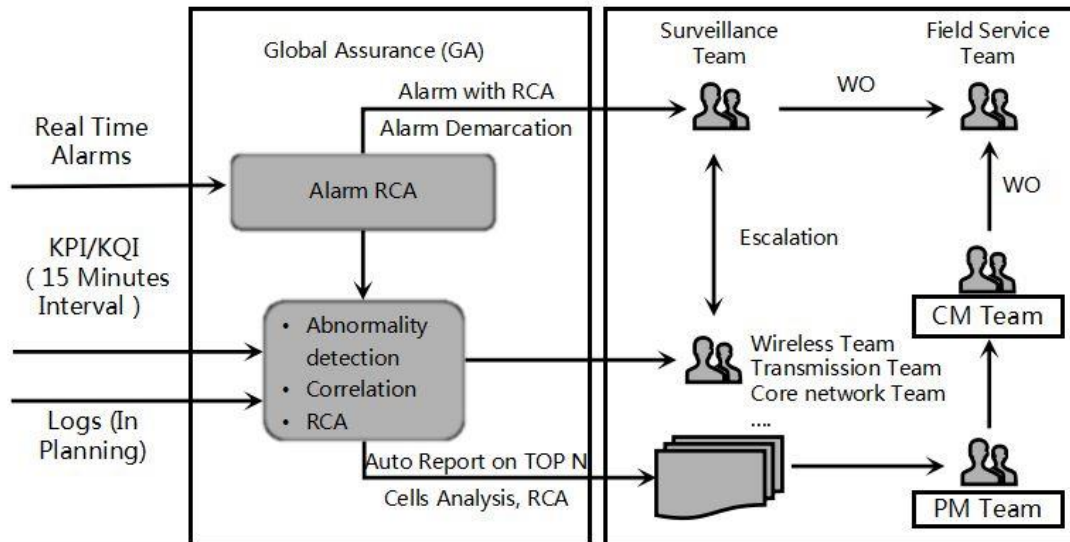 Global Assurance (GA)
Surveillance
Team
Field Service
Team
Alarm with RCA
WO
Alarm Demarcation
Real Time
Alarms
Alarm RCA
WO
KPI/KQI
( 15 Minutes
Interval )
Escalation
CM Team
• Abnormality
detection
• Correlation
• RCA
Wireless Team
Transmission Team
Core network Team
....
Logs (In
Planning)
Auto Report on TOP N
Cells Analysis, RCA
PM Team